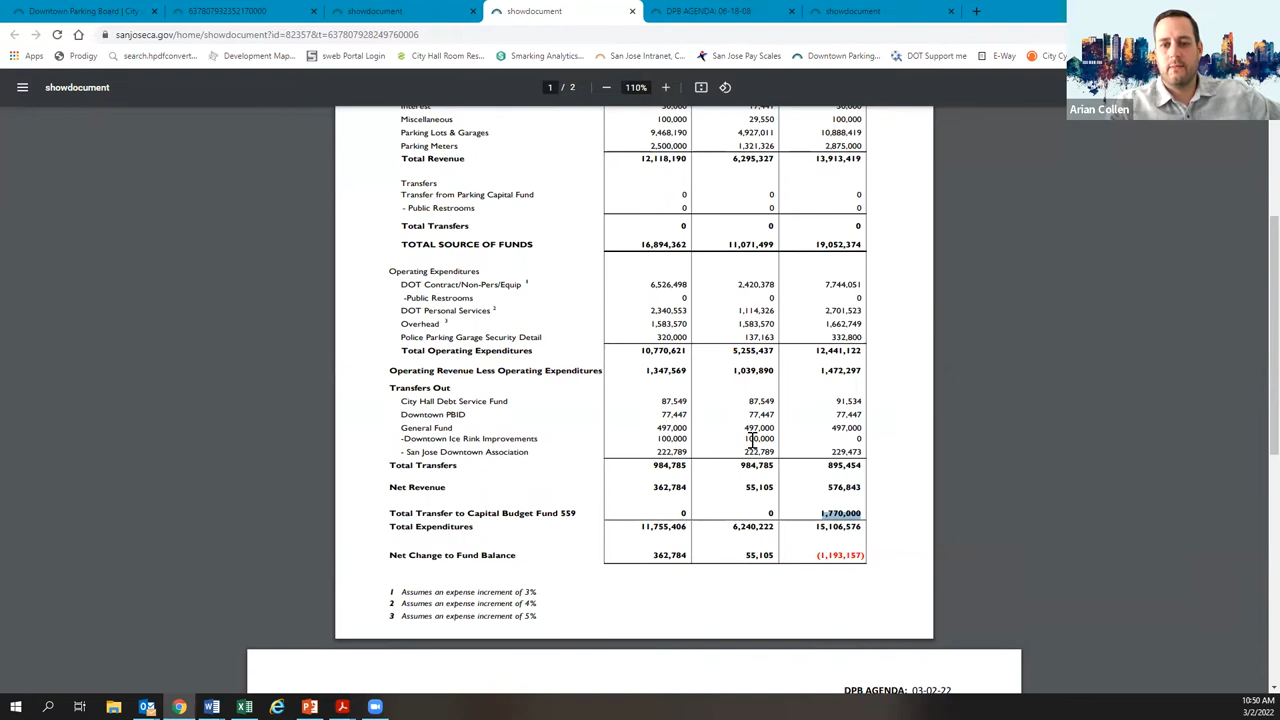 Downtown Parking Board | City
637807932352170000
showdocument
showdocument
DPB AGENDA: 06-18-08
showdocument
sanjoseca.gov/home/showdocument?id=82357&t=637807928249760006
Apps Prodigy search.hpdfconvert... Development Map... sweb Portal Login City Hall Room Res... Smarking Analytics... San Jose Intranet, C... San Jose Pay Scales Downtown Parking... DOT Support me E-Way City Cy
showdocument 1 / 2 110%
Arian Collen
Interest 50,000 17,441 50,000
Miscellaneous 100,000 29,550 100,000
Parking Lots & Garages 9,468,190 4,927,011 10,888,419
Parking Meters 2,500,000 1,321,326 2,875,000
Total Revenue 12,118,190 6,295,327 13,913,419
Transfers
Transfer from Parking Capital Fund 0 0 0
- Public Restrooms 0 0 0
Total Transfers 0 0 0
TOTAL SOURCE OF FUNDS 16,894,362 11,071,499 19,052,374
Operating Expenditures
DOT Contract/Non-Pers/Equip 1 6,526,498 2,420,378 7,744,051
-Public Restrooms 0 0 0
DOT Personal Services 2 2,340,553 1,114,326 2,701,523
Overhead 3 1,583,570 1,583,570 1,662,749
Police Parking Garage Security Detail 320,000 137,163 332,800
Total Operating Expenditures 10,770,621 5,255,437 12,441,122
Operating Revenue Less Operating Expenditures 1,347,569 1,039,890 1,472,297
Transfers Out
City Hall Debt Service Fund 87,549 87,549 91,534
Downtown PBID 77,447 77,447 77,447
General Fund 497,000 497,000 497,000
-Downtown Ice Rink Improvements 100,000 100,000 0
- San Jose Downtown Association 222,789 222,789 229,473
Total Transfers 984,785 984,785 895,454
Net Revenue 362,784 55,105 576,843
Total Transfer to Capital Budget Fund 559 0 0 1,770,000
Total Expenditures 11,755,406 6,240,222 15,106,576
Net Change to Fund Balance 362,784 55,105 (1,193,157)
1 Assumes an expense increment of 3%
2 Assumes an expense increment of 4%
3 Assumes an expense increment of 5%
DPB AGENDA: 03-02-22
10:50 AM
3/2/2022